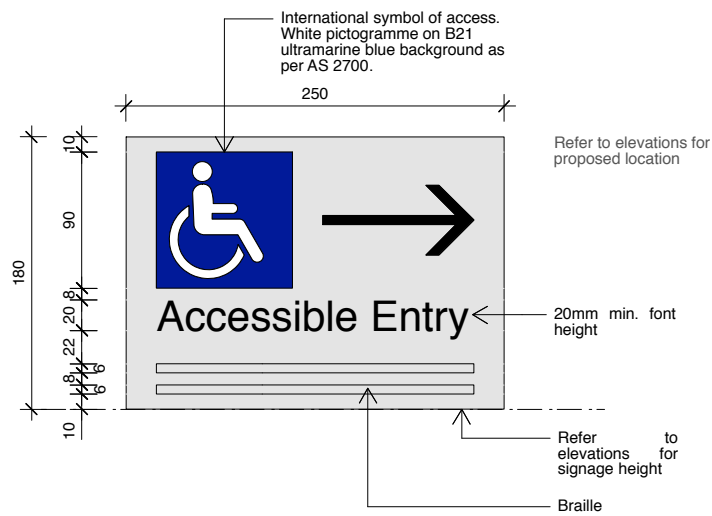 International symbol of access.
White pictogramme on B21
ultramarine blue background as
per AS 2700.
250
Refer to elevations for
proposed location
10
90
180
8
20
22
6
8
6
10
Accessible Entry
20mm min. font
height
Refer to
elevations for
signage height
Braille